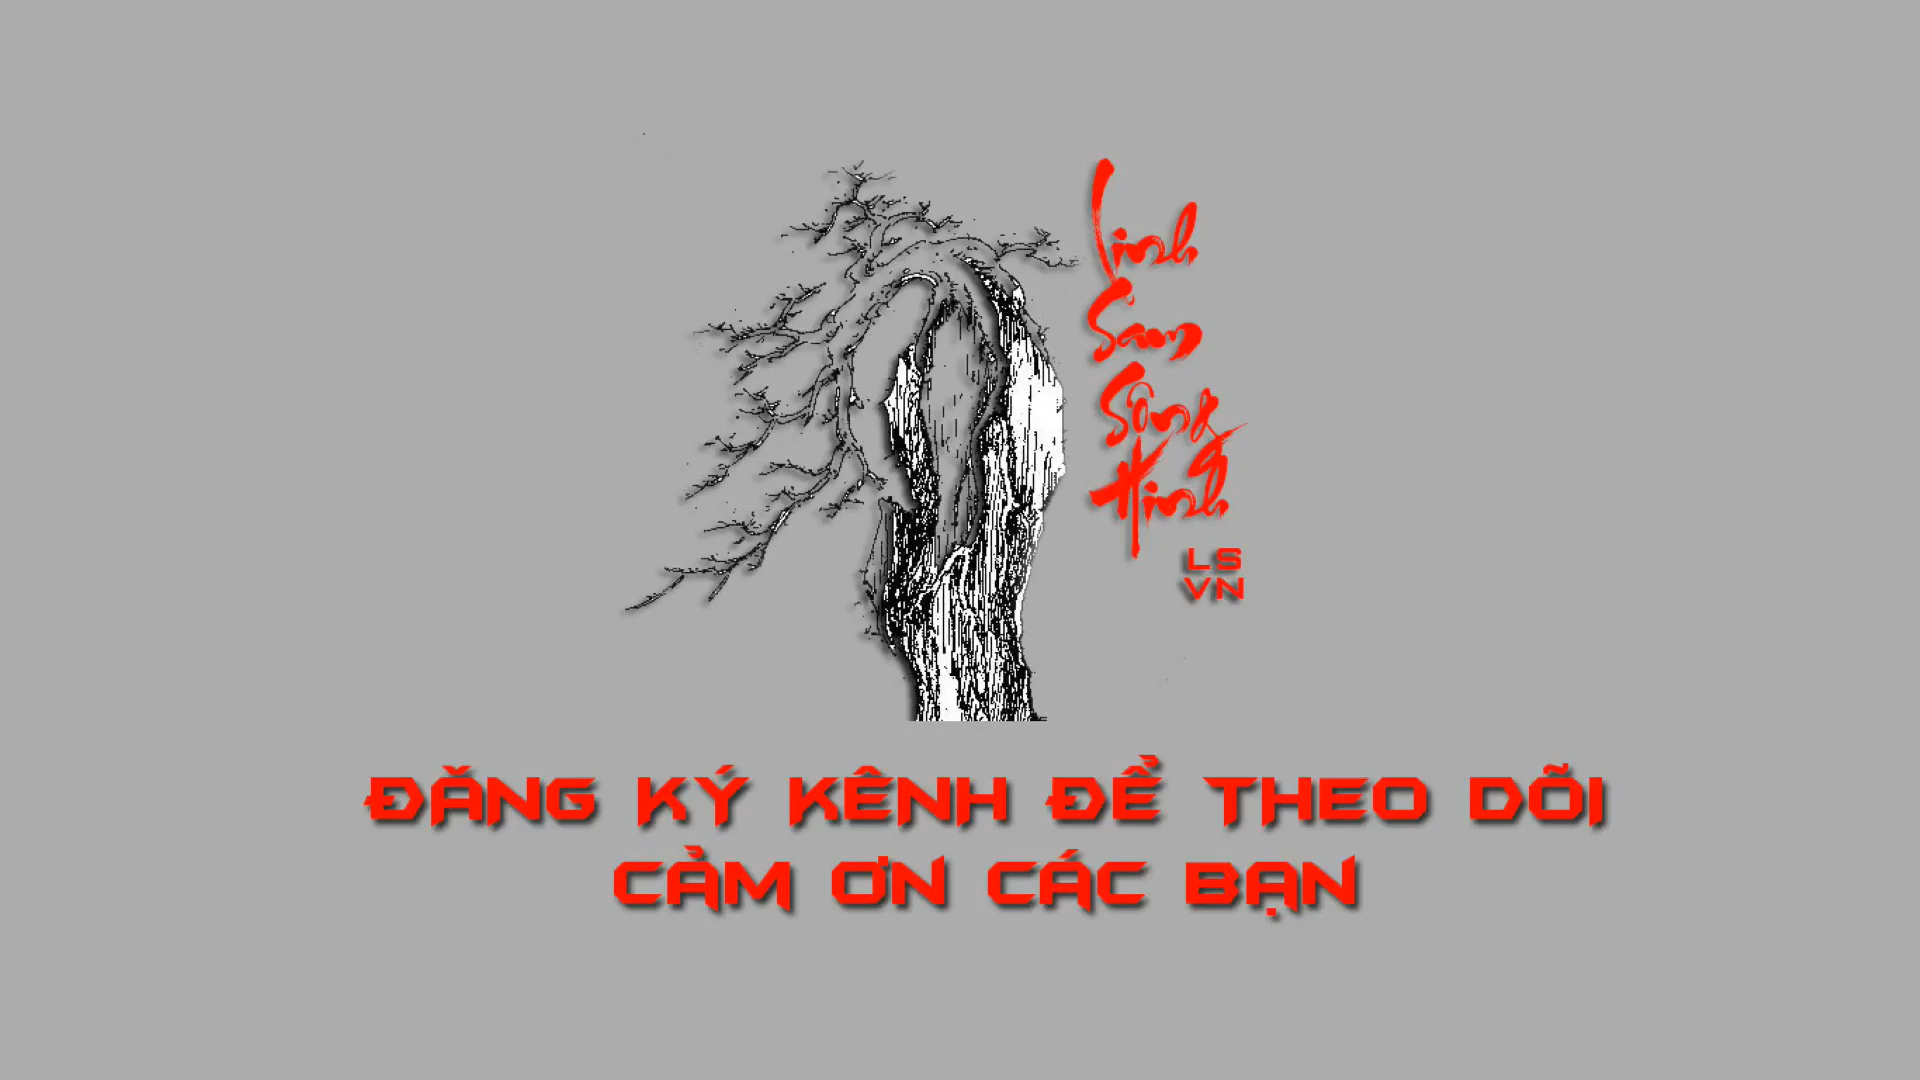 Linh
Sam
Sông
Hinh
LS
VN
ĐĂNG KÝ KÊNH ĐỂ THEO DÕI
CẢM ƠN CÁC BẠN